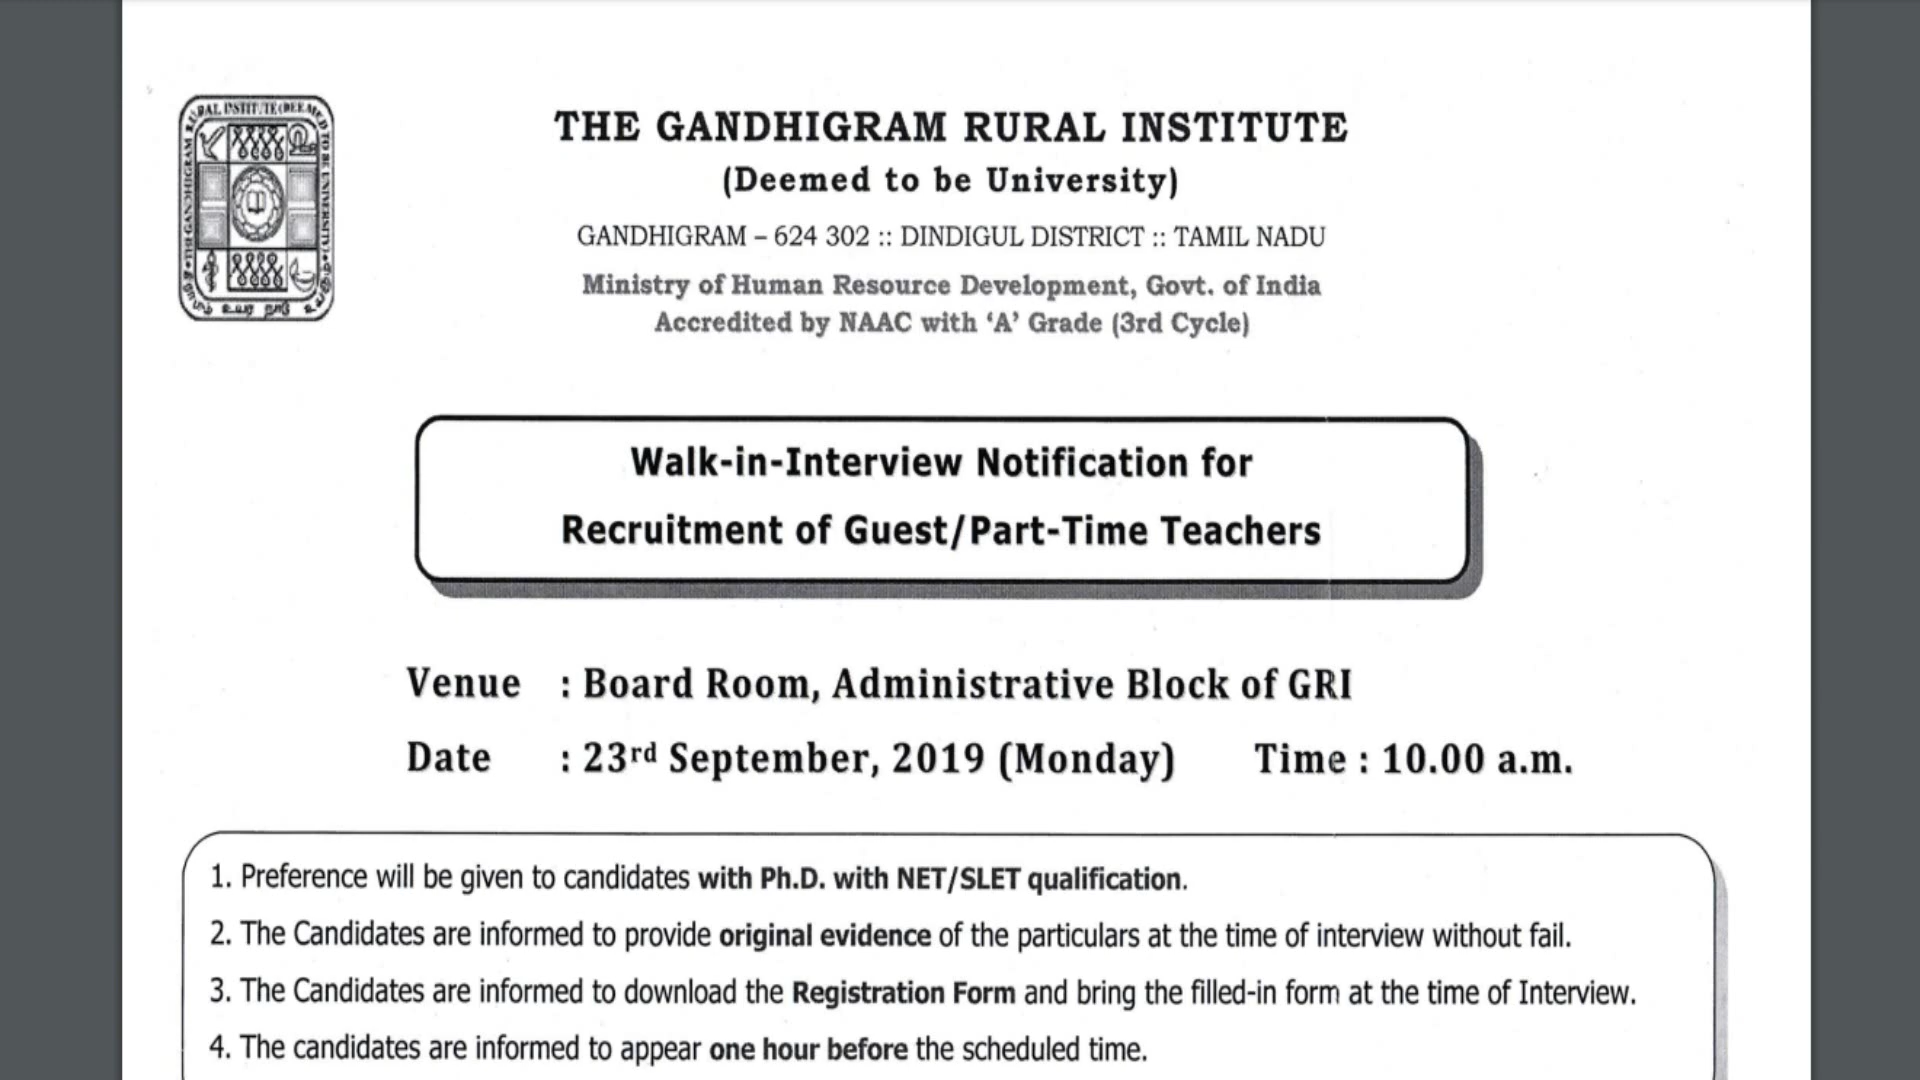 THE GANDHIGRAM RURAL INSTITUTE
(Deemed to be University)
GANDHIGRAM – 624 302 :: DINDIGUL DISTRICT :: TAMIL NADU
Ministry of Human Resource Development, Govt. of India
Accredited by NAAC with ‘A’ Grade (3rd Cycle)
Walk-in-Interview Notification for
Recruitment of Guest/Part-Time Teachers
Venue : Board Room, Administrative Block of GRI
Date : 23rd September, 2019 (Monday) Time : 10.00 a.m.
1. Preference will be given to candidates with Ph.D. with NET/SLET qualification.
2. The Candidates are informed to provide original evidence of the particulars at the time of interview without fail.
3. The Candidates are informed to download the Registration Form and bring the filled-in form at the time of Interview.
4. The candidates are informed to appear one hour before the scheduled time.